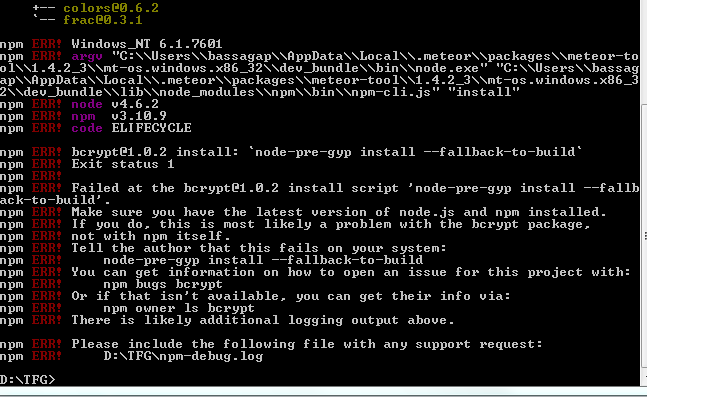 +-- colors@0.6.2
`-- frac@0.3.1
npm ERR! Windows_NT 6.1.7601
npm ERR! argv "C:\\Users\\bassagap\\AppData\\Local\\.meteor\\packages\\meteor-to
ol\\1.4.2_3\\mt-os.windows.x86_32\\dev_bundle\\bin\\node.exe" "C:\\Users\\bassag
ap\\AppData\\Local\\.meteor\\packages\\meteor-tool\\1.4.2_3\\mt-os.windows.x86_3
2\\dev_bundle\\lib\\node_modules\\npm\\bin\\npm-cli.js" "install"
npm ERR! node v4.6.2
npm ERR! npm  v3.10.9
npm ERR! code ELIFECYCLE
npm ERR! bcrypt@1.0.2 install: `node-pre-gyp install --fallback-to-build`
npm ERR! Exit status 1
npm ERR!
npm ERR! Failed at the bcrypt@1.0.2 install script 'node-pre-gyp install --fallb
ack-to-build'.
npm ERR! Make sure you have the latest version of node.js and npm installed.
npm ERR! If you do, this is most likely a problem with the bcrypt package,
npm ERR! not with npm itself.
npm ERR! Tell the author that this fails on your system:
npm ERR!     node-pre-gyp install --fallback-to-build
npm ERR! You can get information on how to open an issue for this project with:
npm ERR!     npm bugs bcrypt
npm ERR! Or if that isn't available, you can get their info via:
npm ERR!     npm owner ls bcrypt
npm ERR! There is likely additional logging output above.
npm ERR! Please include the following file with any support request:
npm ERR!     D:\TFG\npm-debug.log
D:\TFG>